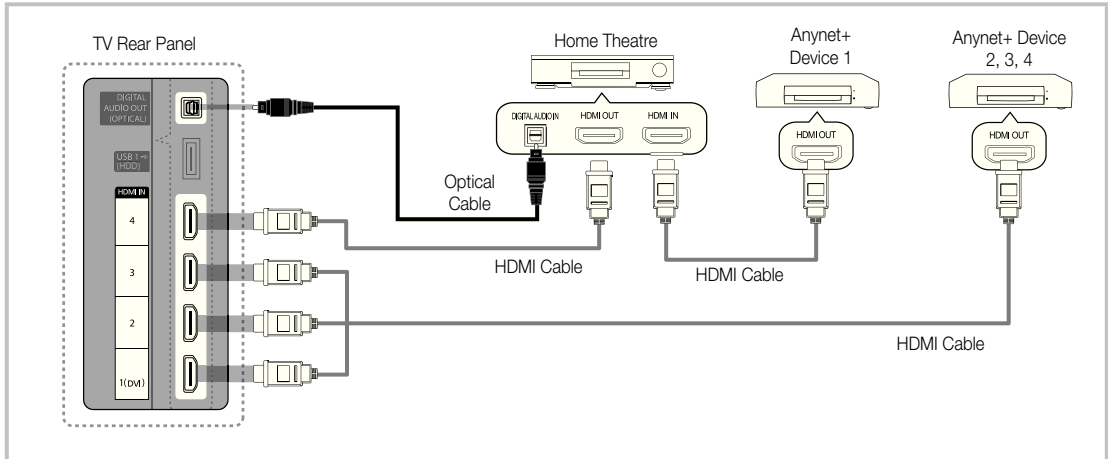 TV Rear Panel
DIGITAL
AUDIO OUT
(OPTICAL)
USB 1
(HDD)
HDMI IN
4
3
2
1(DVI)
Home Theatre
DIGITAL AUDIO IN
HDMI OUT
HDMI IN
Anynet+
Device 1
HDMI OUT
Anynet+ Device
2, 3, 4
HDMI OUT
Optical
Cable
HDMI Cable
HDMI Cable
HDMI Cable